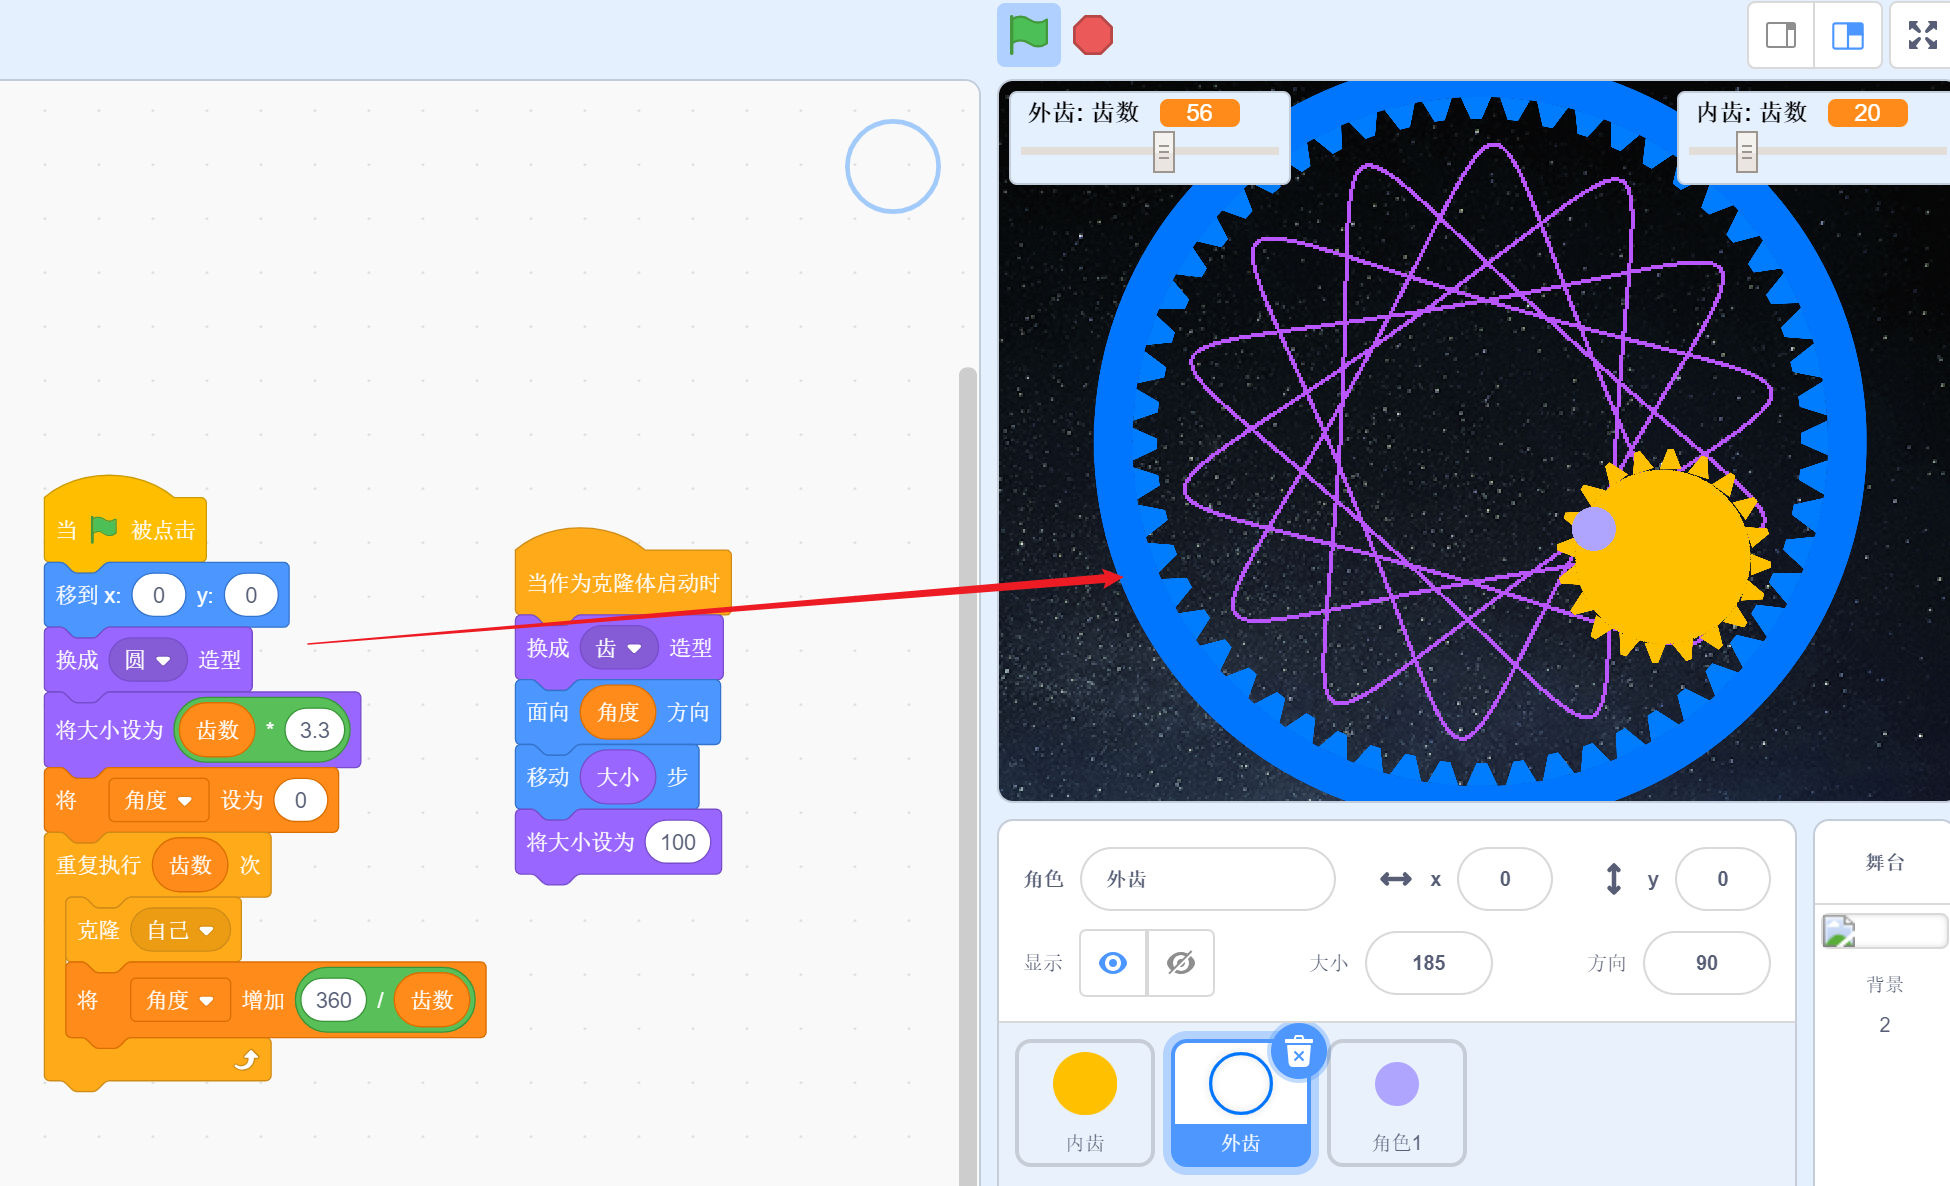 外齿: 齿数 56
内齿: 齿数 20
当 被点击
移到 x: 0 y: 0
换成 圆 造型
将大小设为 齿数 * 3.3
将 角度 设为 0
重复执行 齿数 次
克隆 自己
将 角度 增加 360 / 齿数
当作为克隆体启动时
换成 齿 造型
面向 角度 方向
移动 大小 步
将大小设为 100
角色 外齿 x 0 y 0
显示 大小 185 方向 90
内齿
外齿
角色1
舞台
背景
2